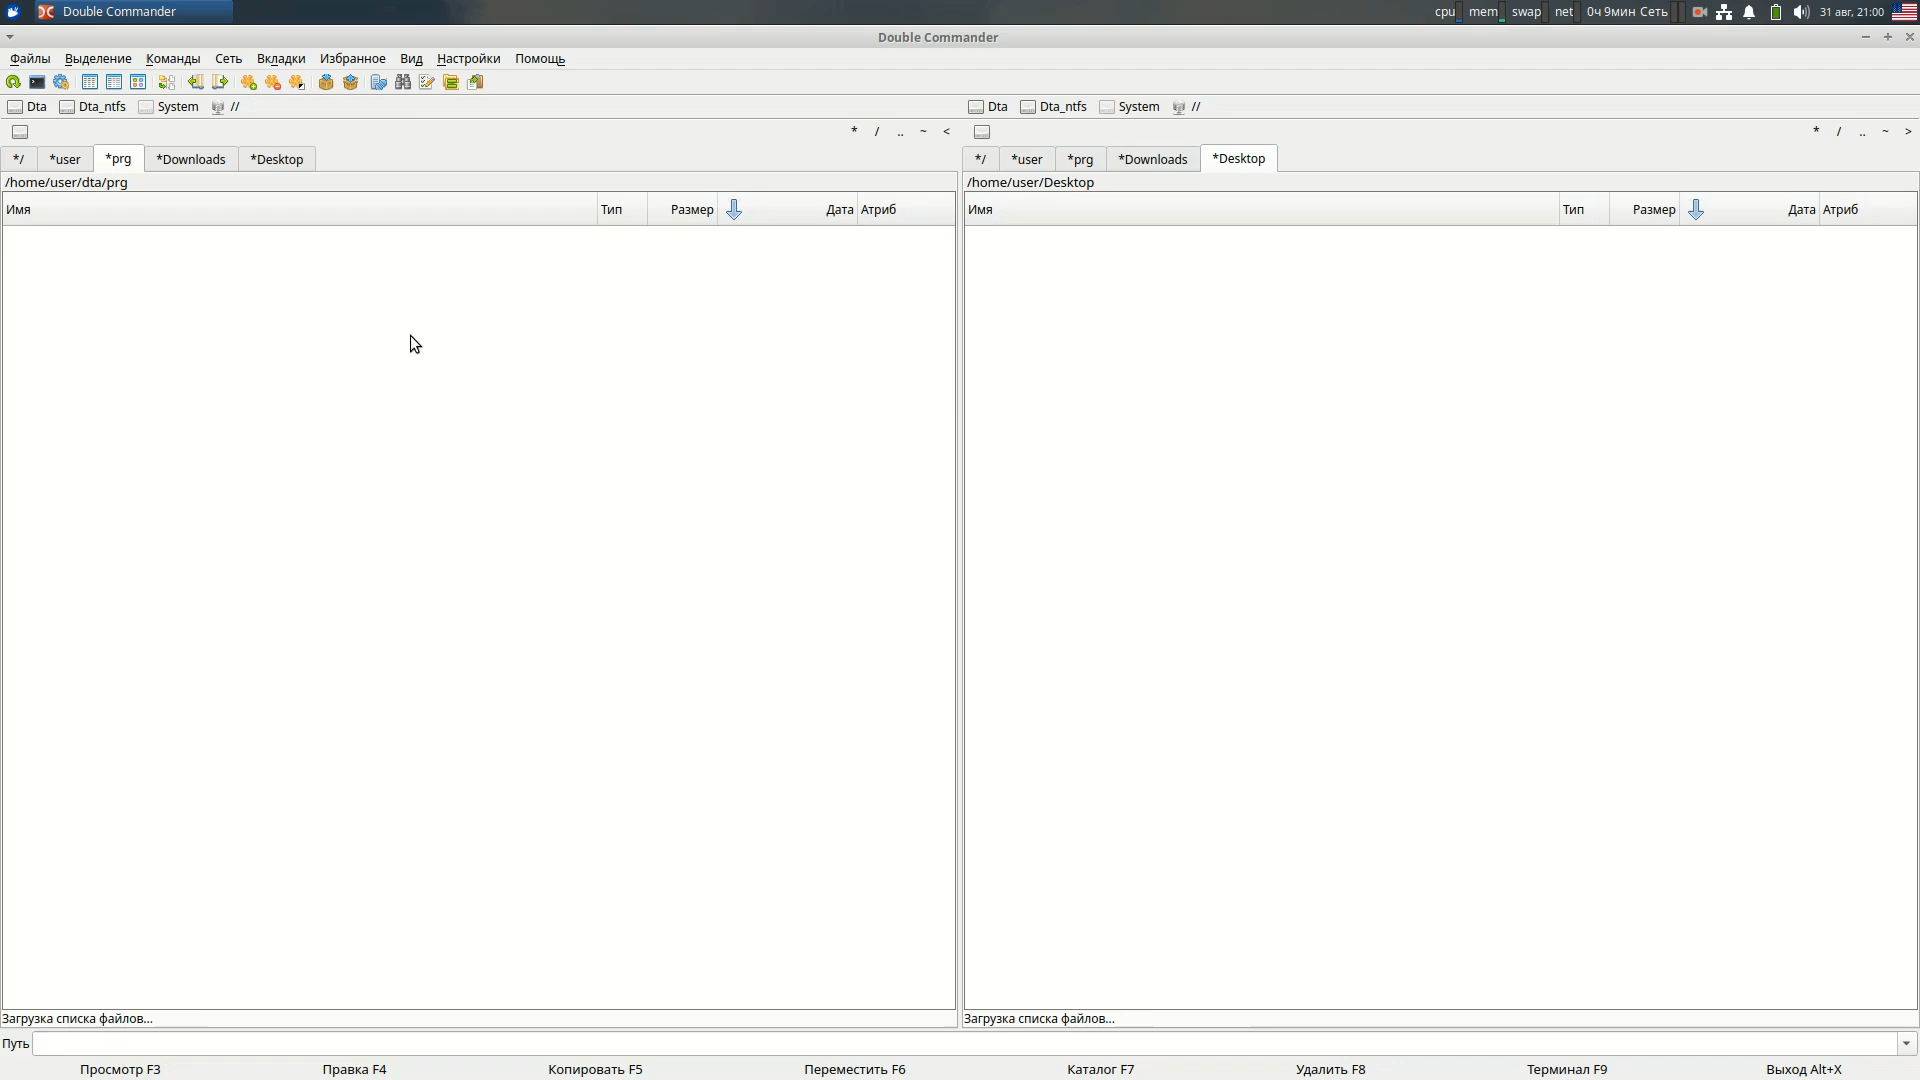 Double Commander cpu mem swap net 0ч 9мин Сеть 31 авг, 21:00
Double Commander
Файлы Выделение Команды Сеть Вкладки Избранное Вид Настройки Помощь
Dta Dta_ntfs System // Dta Dta_ntfs System //
* / .. ~ < * / .. ~ >
*/ *user *prg *Downloads *Desktop */ *user *prg *Downloads *Desktop
/home/user/dta/prg /home/user/Desktop
Имя Тип Размер Дата Атриб Имя Тип Размер Дата Атриб
Загрузка списка файлов... Загрузка списка файлов...
Путь
Просмотр F3 Правка F4 Копировать F5 Переместить F6 Каталог F7 Удалить F8 Терминал F9 Выход Alt+X